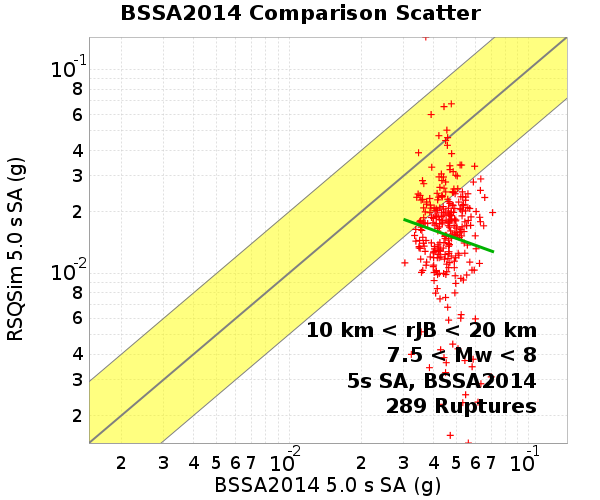 BSSA2014 Comparison Scatter
RSQSim 5.0 s SA (g)
10-1
8
6
4
3
2
10-2
8
6
4
3
2
10 km < rJB < 20 km
7.5 < Mw < 8
5s SA, BSSA2014
289 Ruptures
2 3 4 5 6 7 10-2 2 3 4 5 6 7 10-1
BSSA2014 5.0 s SA (g)